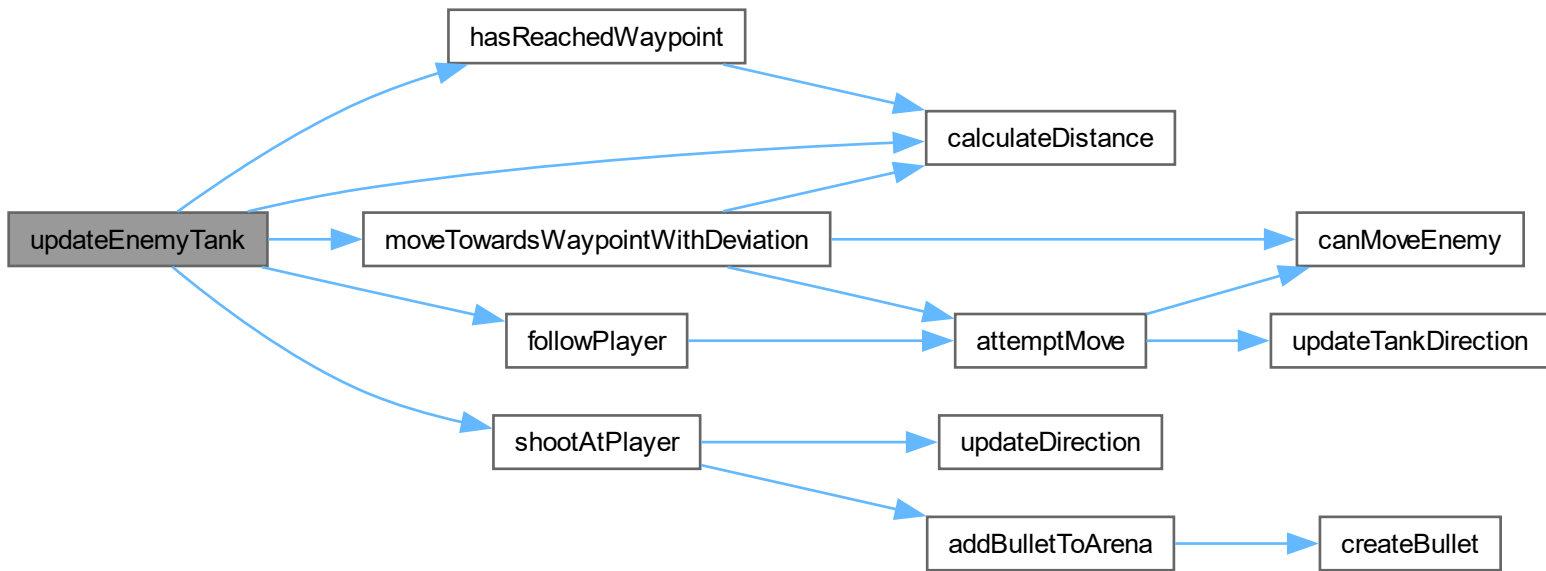 hasReachedWaypoint
calculateDistance
updateEnemyTank
moveTowardsWaypointWithDeviation
canMoveEnemy
followPlayer
attemptMove
updateTankDirection
shootAtPlayer
updateDirection
addBulletToArena
createBullet